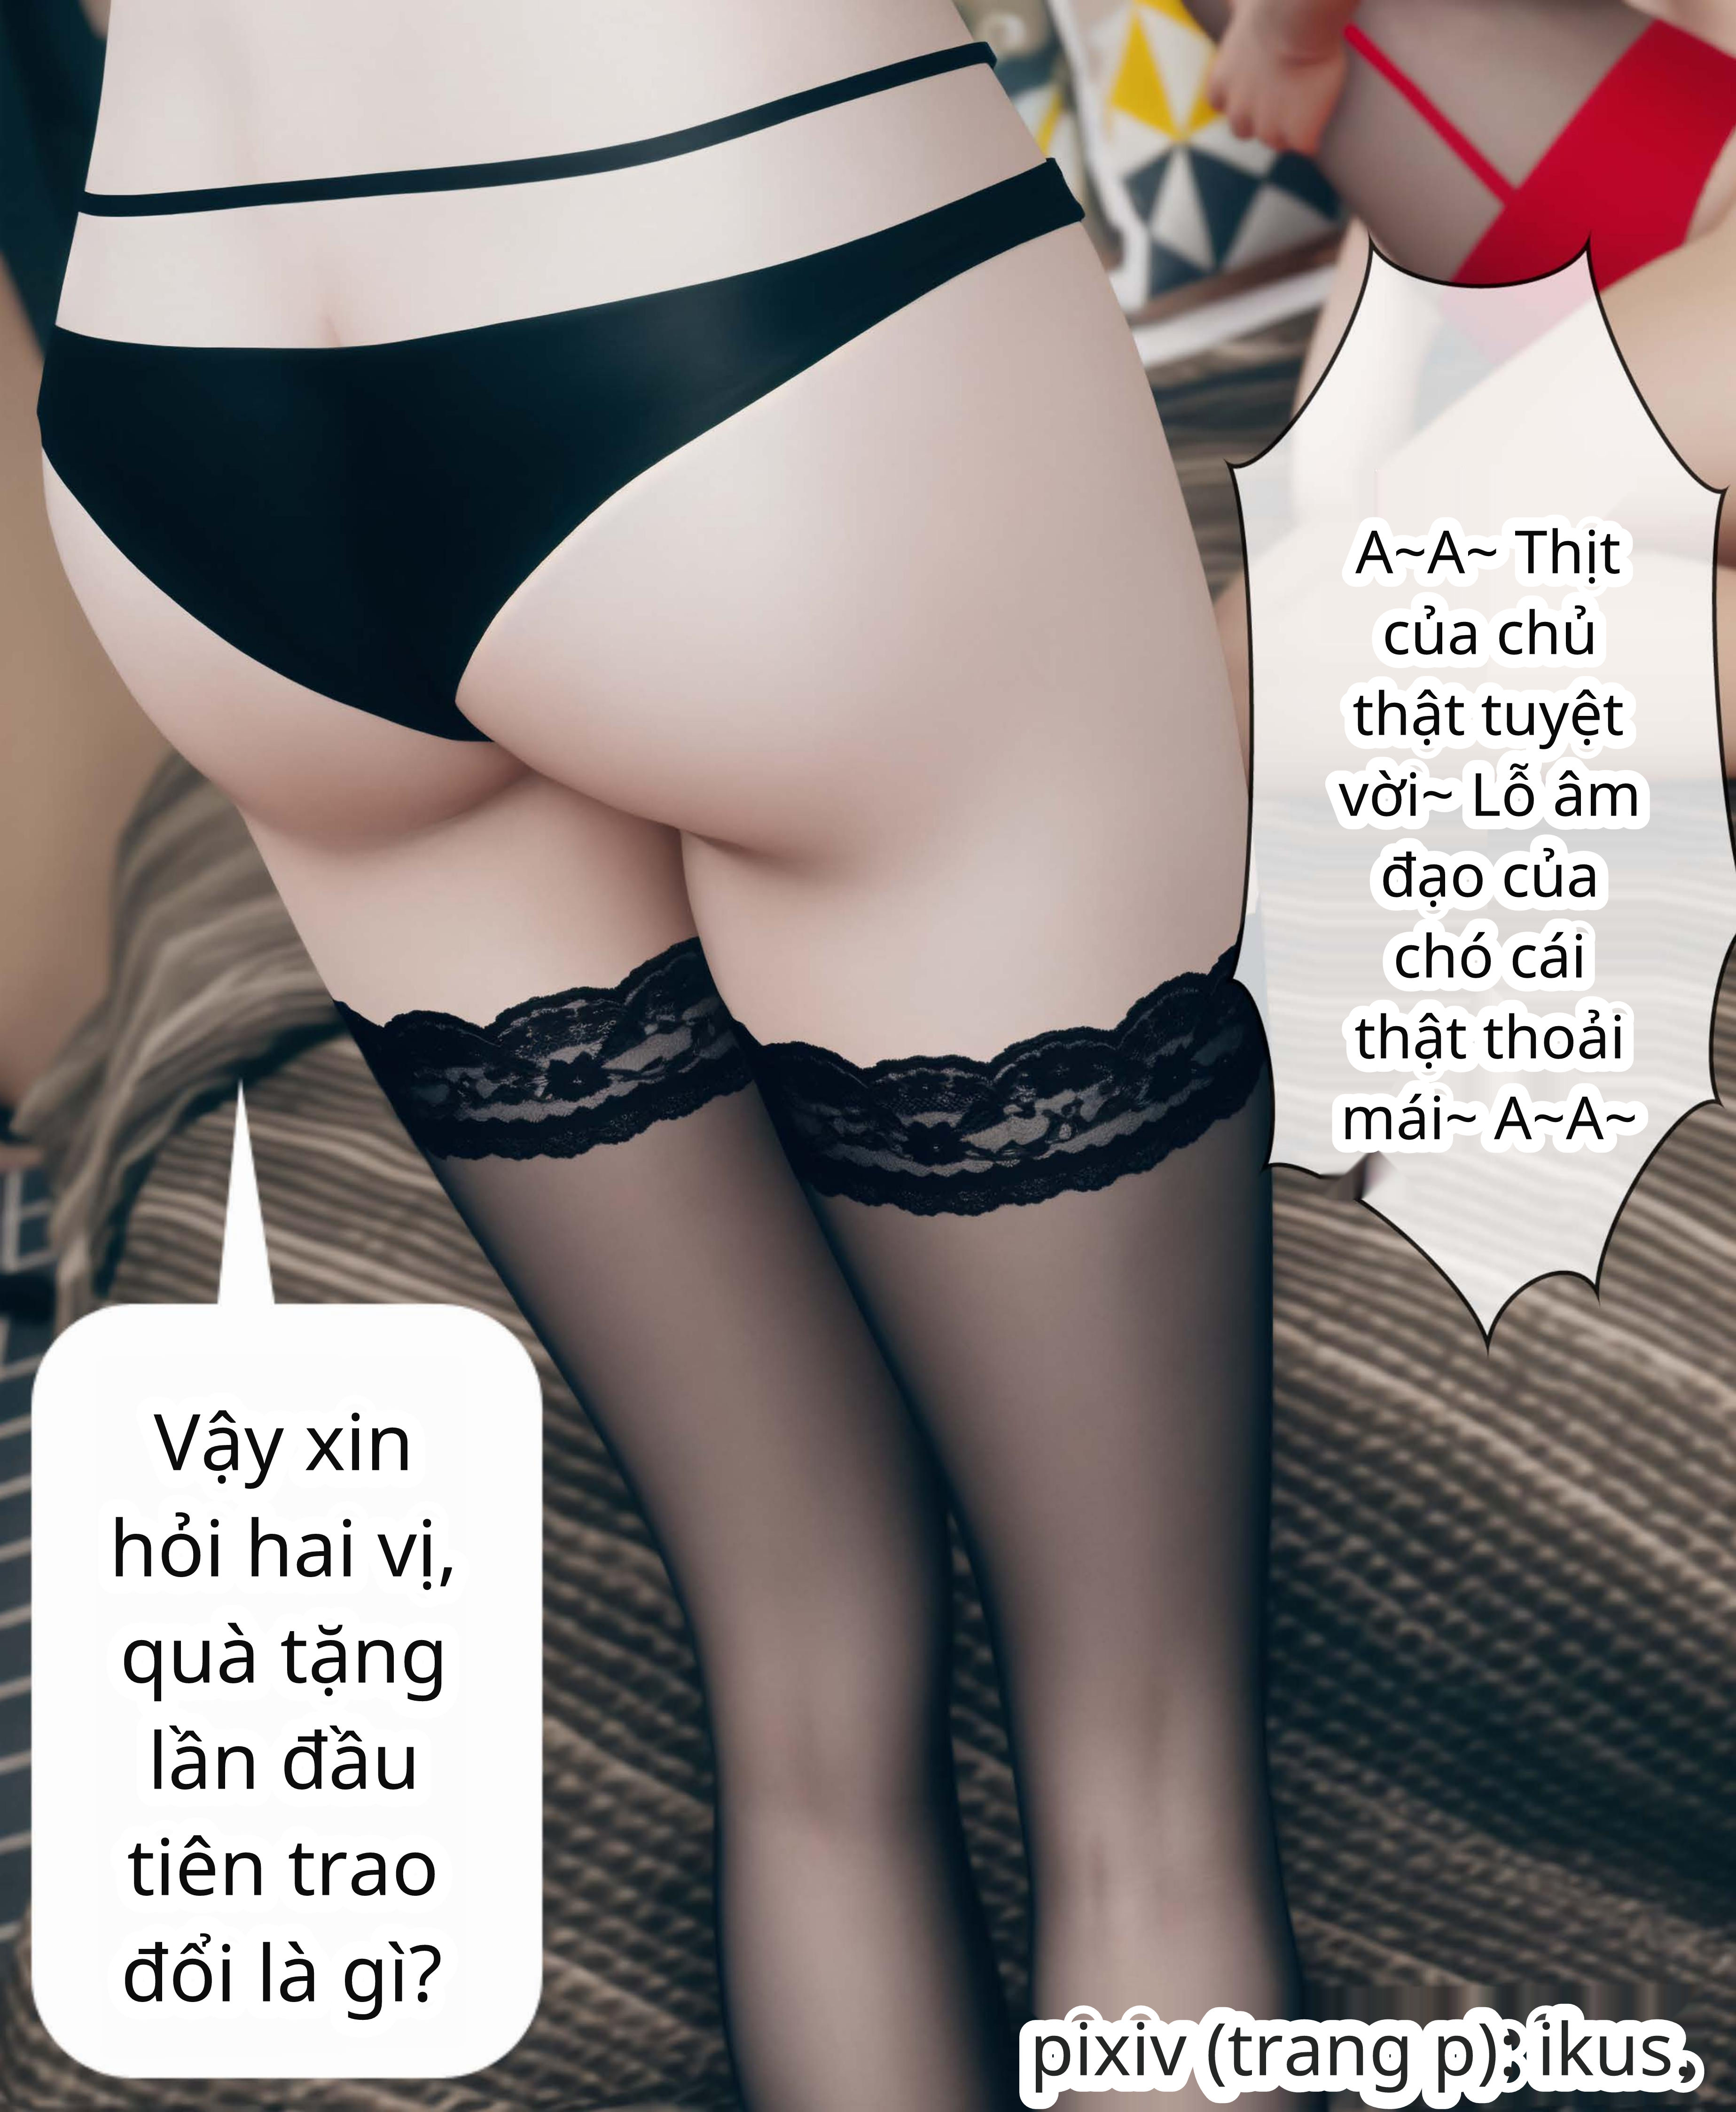 A~A~ Thịt
của chủ
thật tuyệt
vời~ Lỗ âm
đạo của
chó cái
thật thoải
mái~ A~A~
Vậy xin
hỏi hai vị,
quà tặng
lần đầu
tiên trao
đổi là gì?
pixiv (trang p): ikus,